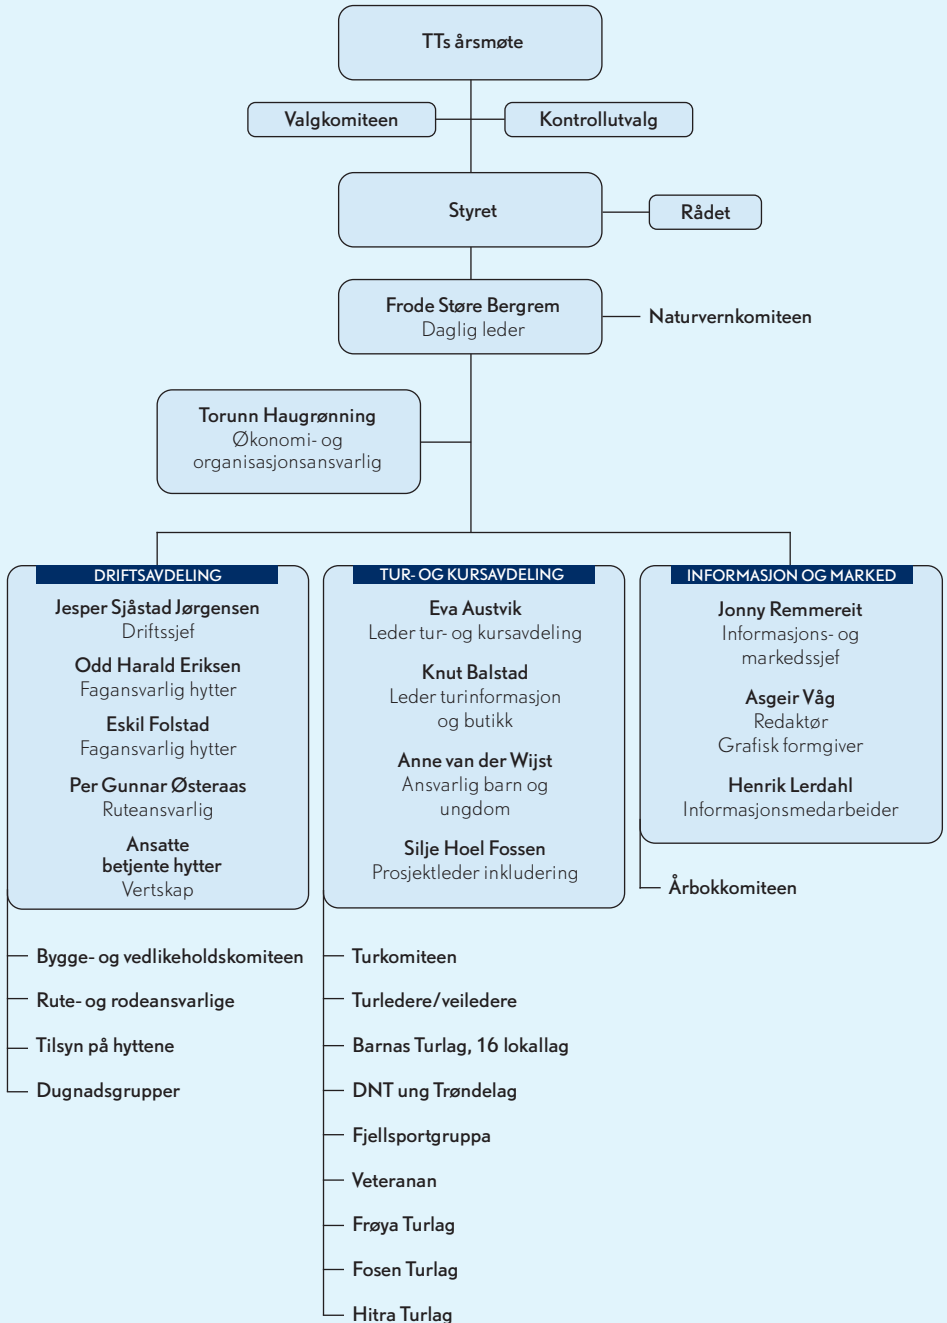 TTs årsmøte
Valgkomiteen
Kontrollutvalg
Styret
Rådet
Frode Støre Bergrem
Daglig leder
Naturvernkomiteen
Torunn Haugrønning
Økonomi- og
organisasjonsansvarlig
DRIFTSAVDELING
Jesper Sjåstad Jørgensen
Driftssjef
Odd Harald Eriksen
Fagansvarlig hytter
Eskil Folstad
Fagansvarlig hytter
Per Gunnar Østeraas
Ruteansvarlig
Ansatte
betjente hytter
Vertskap
Bygge- og vedlikeholdskomiteen
Rute- og rodeansvarlige
Tilsyn på hyttene
Dugnadsgrupper
TUR- OG KURSAVDELING
Eva Austvik
Leder tur- og kursavdeling
Knut Balstad
Leder turinformasjon
og butikk
Anne van der Wijst
Ansvarlig barn og
ungdom
Silje Hoel Fossen
Prosjektleder inkludering
Turkomiteen
Turledere/veiledere
Barnas Turlag, 16 lokallag
DNT ung Trøndelag
Fjellsportgruppa
Veteranan
Frøya Turlag
Fosen Turlag
Hitra Turlag
INFORMASJON OG MARKED
Jonny Remmereit
Informasjons- og
markedssjef
Asgeir Våg
Redaktør
Grafisk formgiver
Henrik Lerdahl
Informasjonsmedarbeider
Årbokkomiteen